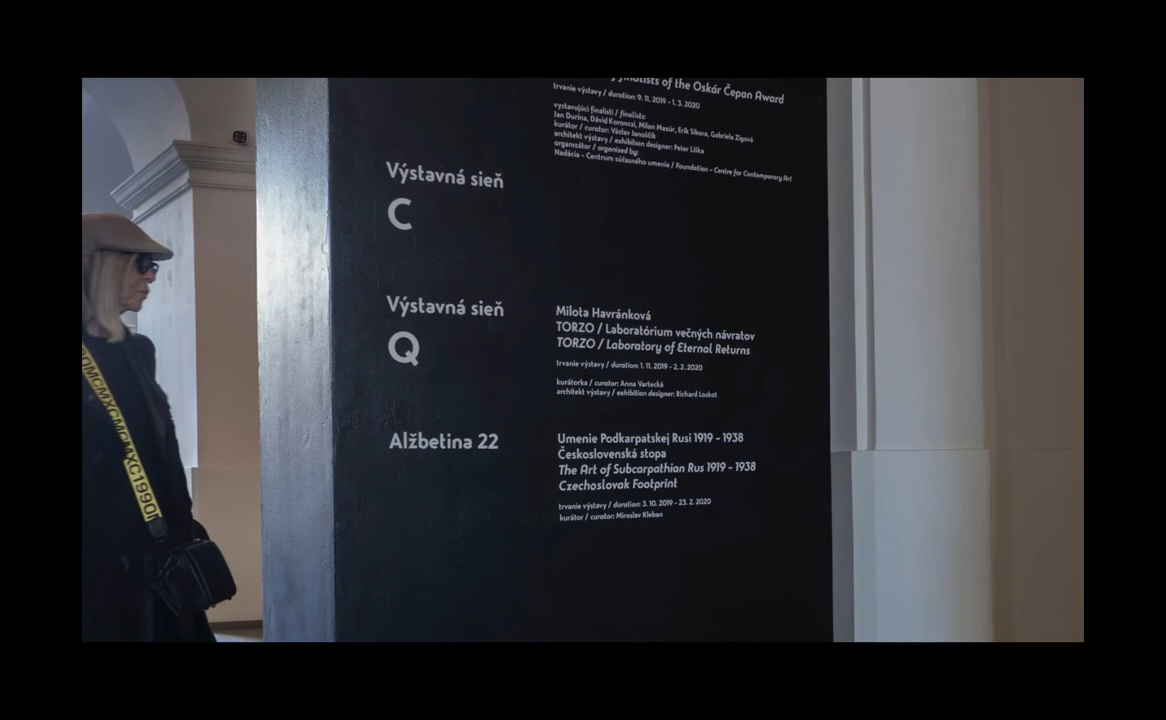 finalists of the Oskár Čepan Award
trvanie výstavy / duration: 9. 11. 2019 - 1. 3. 2020
vystavujúci finalisti / finalists:
Jan Durina, Dávid Koronczi, Milan Mazúr, Erik Sikora, Gabriela Zigová
kurátor / curator: Václav Janoščík
architekt výstavy / exhibition designer: Peter Liška
organizátor / organised by:
Nadácia - Centrum súčasného umenia / Foundation - Centre for Contemporary Art
Výstavná sieň
C
Výstavná sieň
Q
Milota Havránková
TORZO / Laboratórium večných návratov
TORZO / Laboratory of Eternal Returns
trvanie výstavy / duration: 1. 11. 2019 - 2. 2. 2020
kurátorka / curator: Anna Vartecká
architekt výstavy / exhibition designer: Richard Loskot
Alžbetina 22
Umenie Podkarpatskej Rusi 1919 - 1938
Československá stopa
The Art of Subcarpathian Rus 1919 - 1938
Czechoslovak Footprint
trvanie výstavy / duration: 3. 10. 2019 - 23. 2. 2020
kurátor / curator: Miroslav Kleban